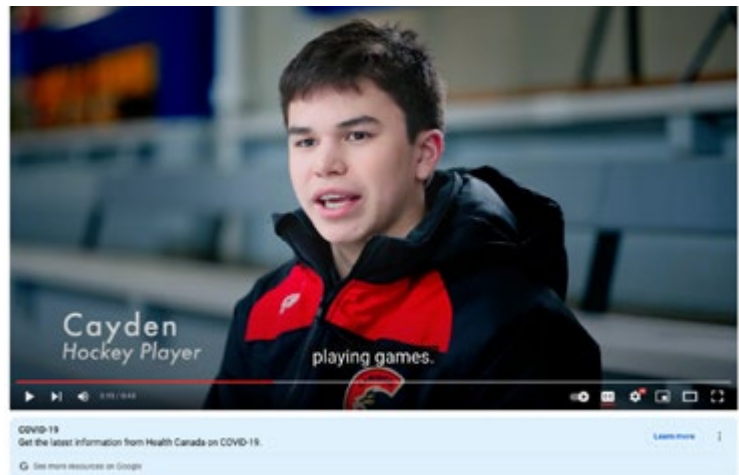 Cayden
Hockey Player
playing games.
COVID-19
Get the latest information from Health Canada on COVID-19.
Learn more
G See more resources on Google